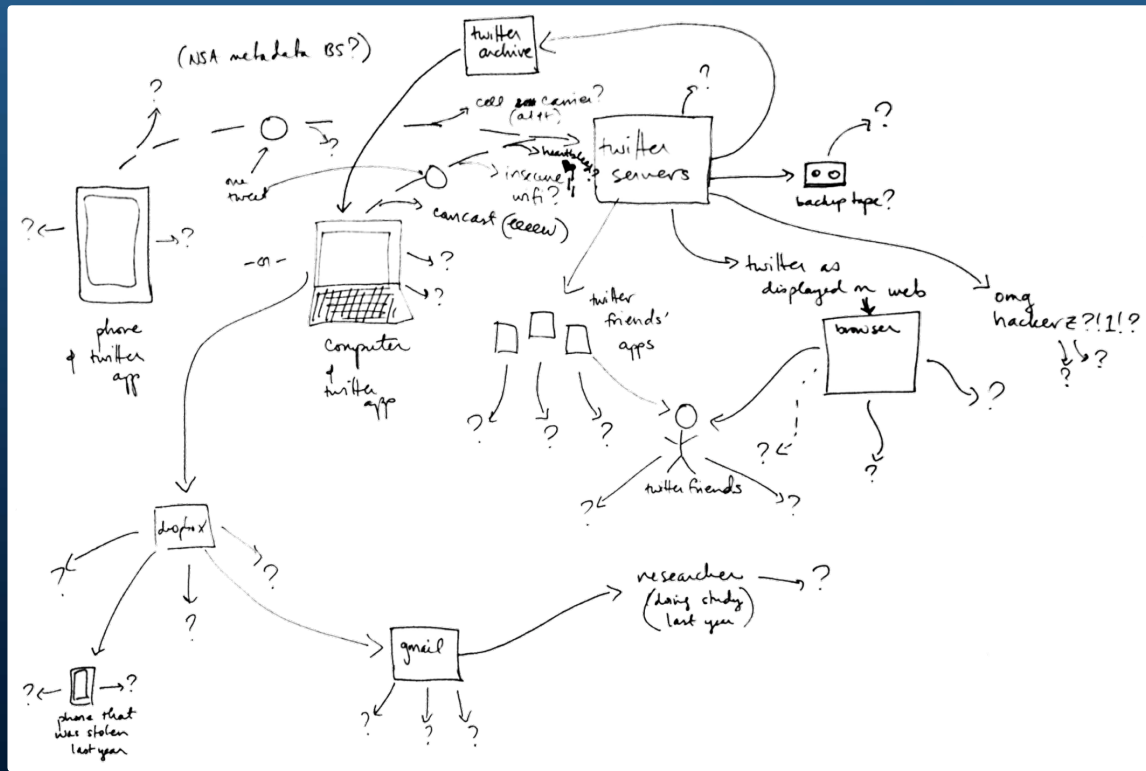 (NSA metadata BS?)
twitter
archive
?
cell carrier?
(at&t)
?
?
one
tweet
heartbleed?
insecure
wifi?
comcast (eeeew)
twitter
servers
?
backup tape?
?
?
-or-
?
?
phone
& twitter
app
computer
& twitter
app
twitter
friends'
apps
?
?
?
twitter as
displayed on web
browser
?
?
?
omg
hackerz?!1!?
?
?
twitter friends
?
?
dropbox
?
?
?
researcher
(doing study
last year)
?
gmail
?
?
?
?
?
phone that
was stolen
last year